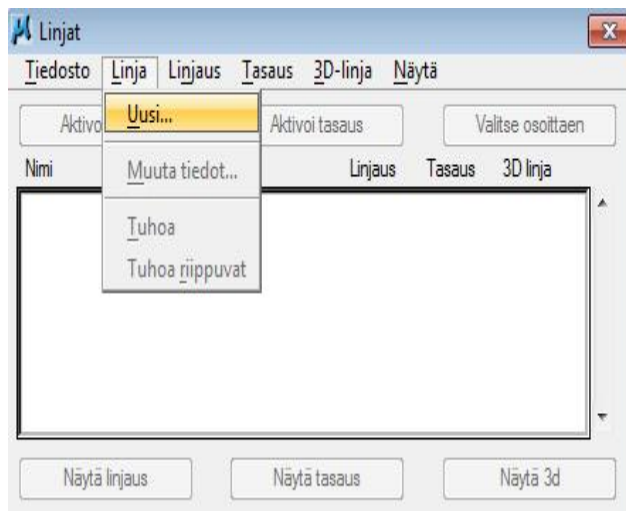 Linjat
Tiedosto Linja Linjaus Tasaus 3D-linja Näytä
Uusi... Aktivoi tasaus Valitse osoittaen
Nimi Muuta tiedot... Linjaus Tasaus 3D linja
Tuhoa
Tuhoa riippuvat
Näytä linjaus Näytä tasaus Näytä 3d